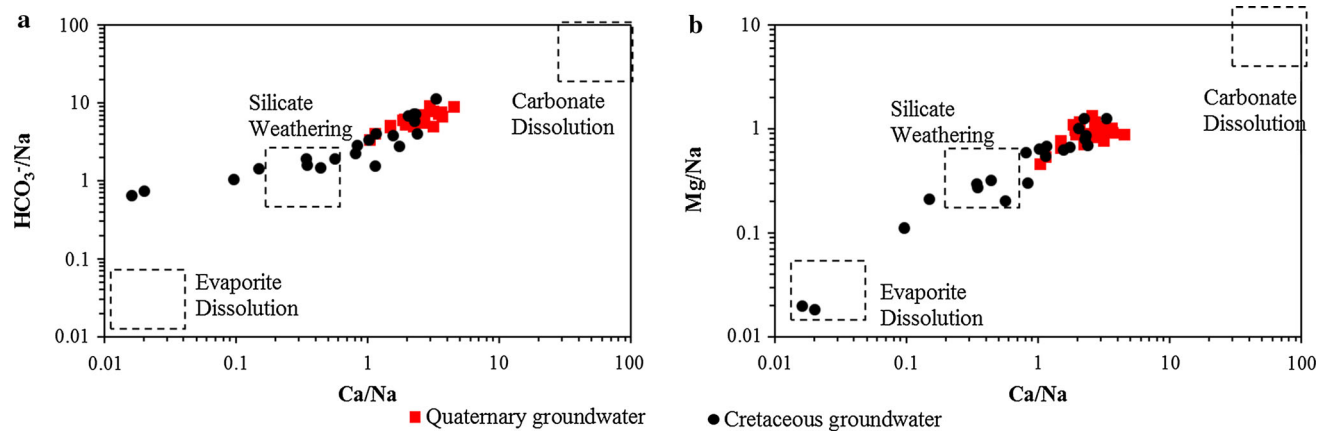 a
100
10
1
0.1
0.01
HCO₃⁻/Na
Silicate
Weathering
Carbonate
Dissolution
Evaporite
Dissolution
0.01
0.1
1
10
100
Ca/Na
b
10
1
0.1
0.01
Mg/Na
Silicate
Weathering
Carbonate
Dissolution
Evaporite
Dissolution
0.01
0.1
1
10
100
Ca/Na
Quaternary groundwater
Cretaceous groundwater